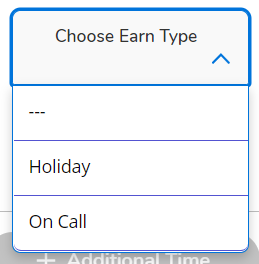 Choose Earn Type
---
Holiday
On Call
+ Additional Time